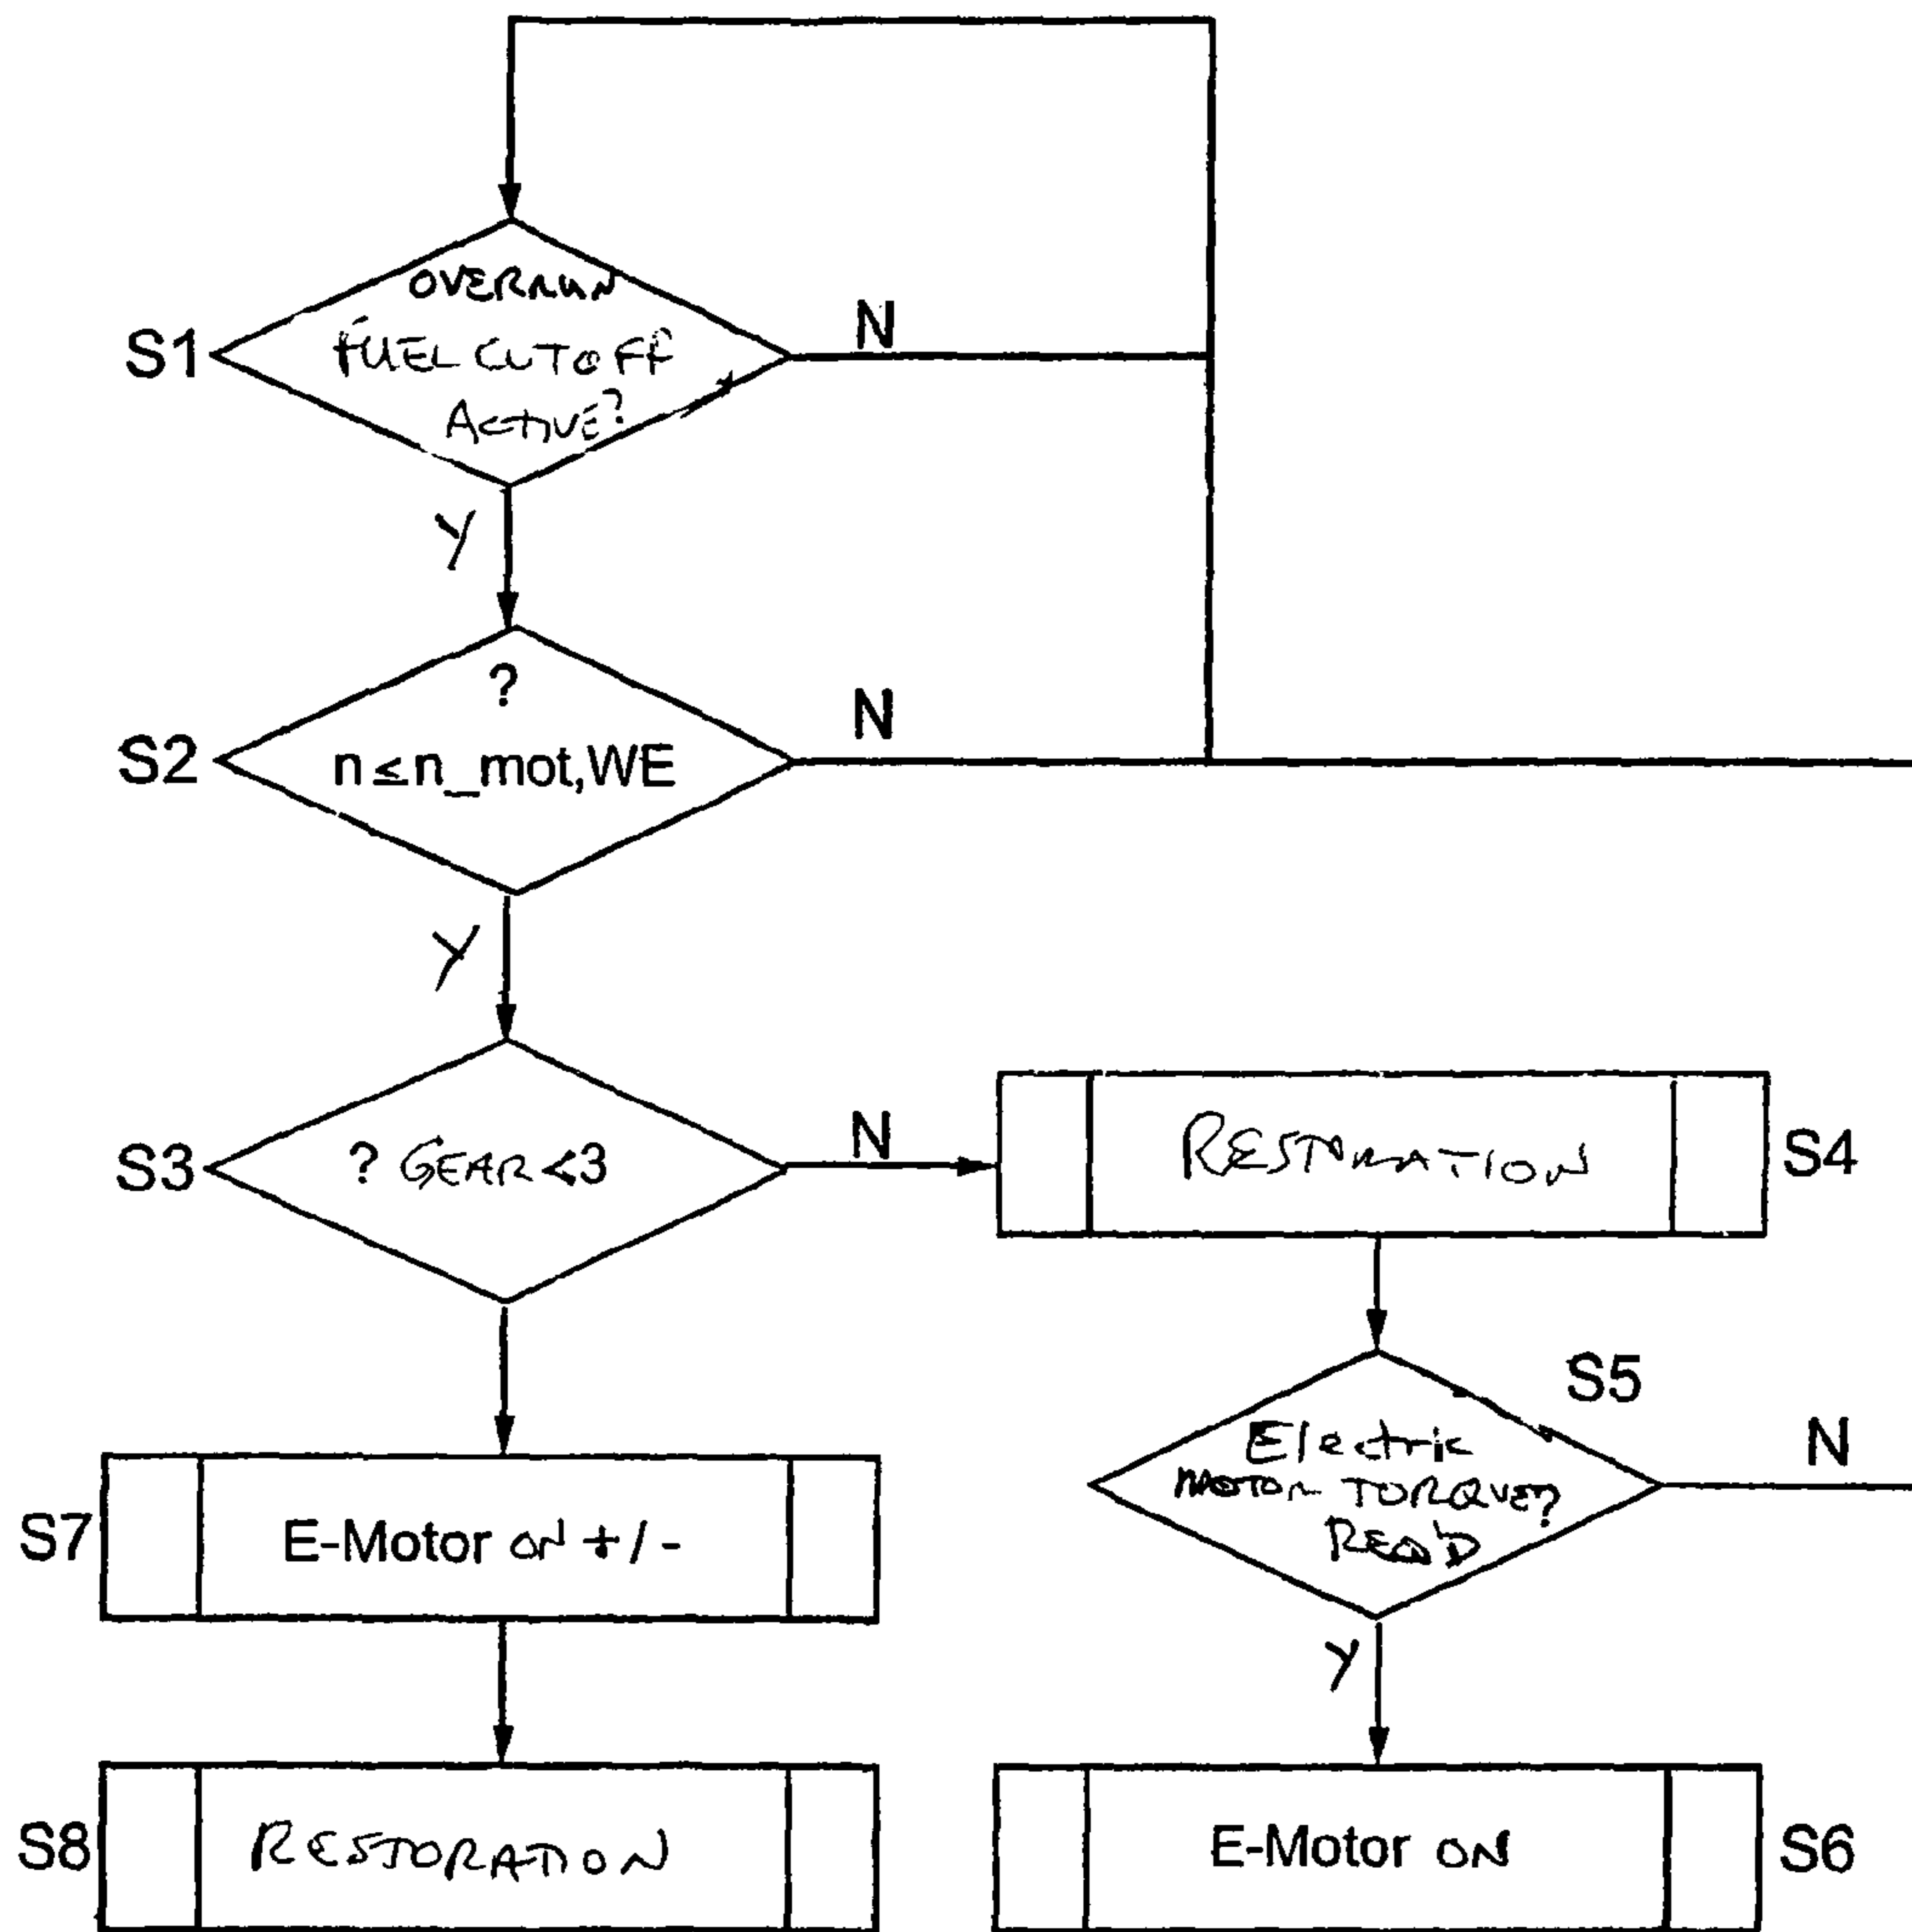 OVERRUN
FUEL CUTOFF
ACTIVE?
S1
N
Y
?
n≤n_mot,WE
S2
N
Y
S3
? GEAR <3
N
RESTORATION
S4
S5
Electric
MOTOR TORQUE?
REQ'D
N
Y
S7
E-Motor ON +/-
S8
RESTORATION
E-Motor ON
S6